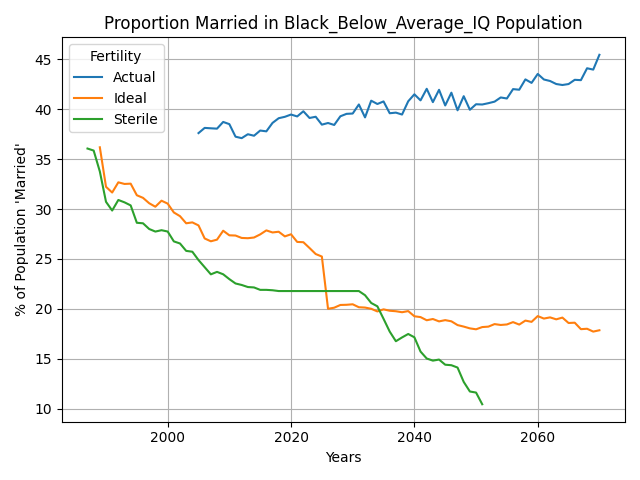 Proportion Married in Black_Below_Average_IQ Population
% of Population 'Married'
45
40
35
30
25
20
15
10
Fertility
Actual
Ideal
Sterile
2000 2020 2040 2060
Years